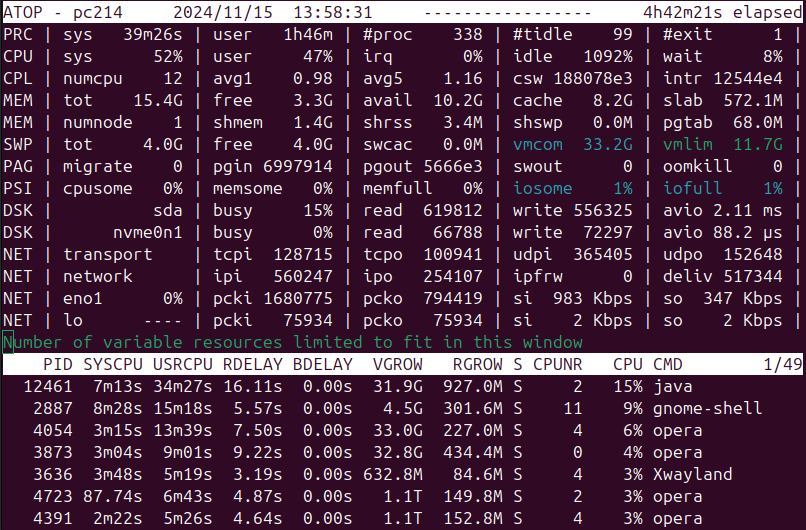 ATOP - pc214 2024/11/15 13:58:31 ---------------- 4h42m21s elapsed
PRC | sys 39m26s | user 1h46m | #proc 338 | #tidle 99 | #exit 1 |
CPU | sys 52% | user 47% | irq 0% | idle 1092% | wait 8% |
CPL | numcpu 12 | avg1 0.98 | avg5 1.16 | csw 188078e3 | intr 12544e4 |
MEM | tot 15.4G | free 3.3G | avail 10.2G | cache 8.2G | slab 572.1M |
MEM | numnode 1 | shmem 1.4G | shrss 3.4M | shswp 0.0M | pgtab 68.0M |
SWP | tot 4.0G | free 4.0G | swcac 0.0M | vmcom 33.2G | vmlim 11.7G |
PAG | migrate 0 | pgin 6997914 | pgout 5666e3 | swout 0 | oomkill 0 |
PSI | cpusome 0% | memsome 0% | memfull 0% | iosome 1% | iofull 1% |
DSK | sda | busy 15% | read 619812 | write 556325 | avio 2.11 ms |
DSK | nvme0n1 | busy 0% | read 66788 | write 72297 | avio 88.2 µs |
NET | transport | tcpi 128715 | tcpo 100941 | udpi 365405 | udpo 152648 |
NET | network | ipi 560247 | ipo 254107 | ipfrw 0 | deliv 517344 |
NET | eno1 0% | pcki 1680775 | pcko 794419 | si 983 Kbps | so 347 Kbps |
NET | lo ---- | pcki 75934 | pcko 75934 | si 2 Kbps | so 2 Kbps |
Number of variable resources limited to fit in this window
PID SYSCPU USRCPU RDELAY BDELAY VGROW RGROW S CPUNR CPU CMD 1/49
12461 7m13s 34m27s 16.11s 0.00s 31.9G 927.0M S 2 15% java
2887 8m28s 15m18s 5.57s 0.00s 4.5G 301.6M S 11 9% gnome-shell
4054 3m15s 13m39s 7.50s 0.00s 33.0G 227.0M S 4 6% opera
3873 3m04s 9m01s 9.22s 0.00s 32.8G 434.4M S 0 4% opera
3636 3m48s 5m19s 3.19s 0.00s 632.8M 84.6M S 4 3% Xwayland
4723 87.74s 6m43s 4.87s 0.00s 1.1T 149.8M S 2 3% opera
4391 2m22s 5m26s 4.64s 0.00s 1.1T 152.8M S 4 3% opera